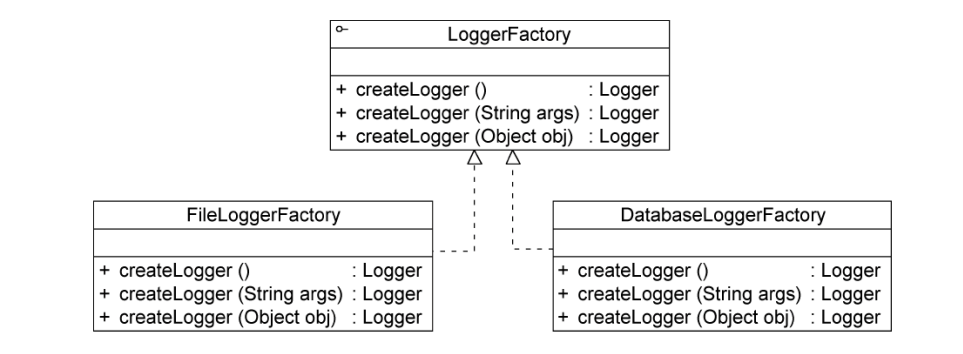 LoggerFactory
+ createLogger () : Logger
+ createLogger (String args) : Logger
+ createLogger (Object obj) : Logger
FileLoggerFactory
+ createLogger () : Logger
+ createLogger (String args) : Logger
+ createLogger (Object obj) : Logger
DatabaseLoggerFactory
+ createLogger () : Logger
+ createLogger (String args) : Logger
+ createLogger (Object obj) : Logger